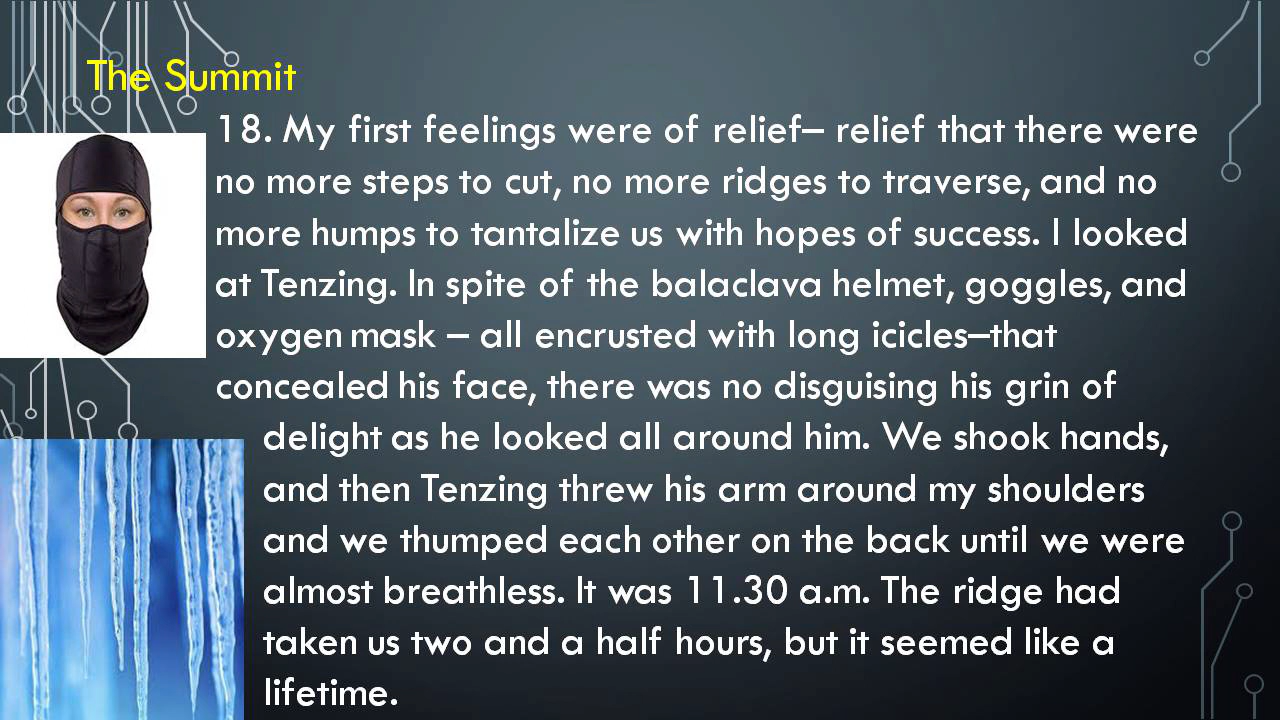 The Summit
18. My first feelings were of relief– relief that there were
no more steps to cut, no more ridges to traverse, and no
more humps to tantalize us with hopes of success. I looked
at Tenzing. In spite of the balaclava helmet, goggles, and
oxygen mask – all encrusted with long icicles–that
concealed his face, there was no disguising his grin of
delight as he looked all around him. We shook hands,
and then Tenzing threw his arm around my shoulders
and we thumped each other on the back until we were
almost breathless. It was 11.30 a.m. The ridge had
taken us two and a half hours, but it seemed like a
lifetime.